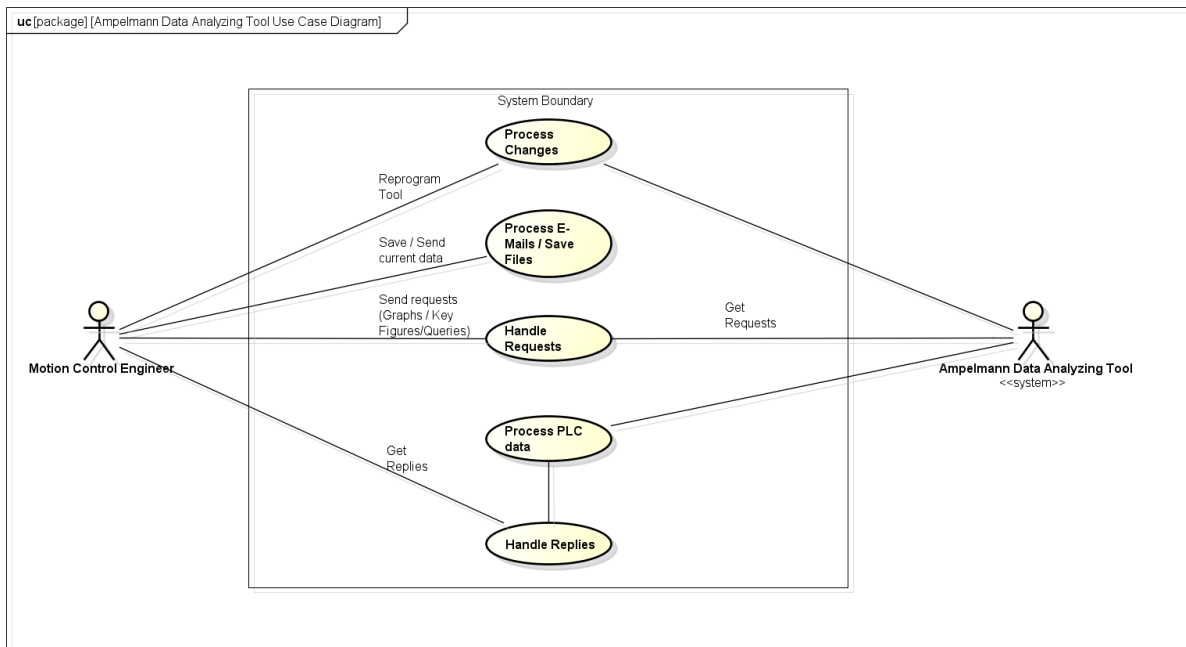 uc [package] [Ampelmann Data Analyzing Tool Use Case Diagram]
System Boundary
Process
Changes
Reprogram
Tool
Process E-
Mails / Save
Files
Save / Send
current data
Send requests
(Graphs / Key
Figures/Queries)
Handle
Requests
Get
Requests
Motion Control Engineer
Ampelmann Data Analyzing Tool
<<system>>
Process PLC
data
Get
Replies
Handle Replies